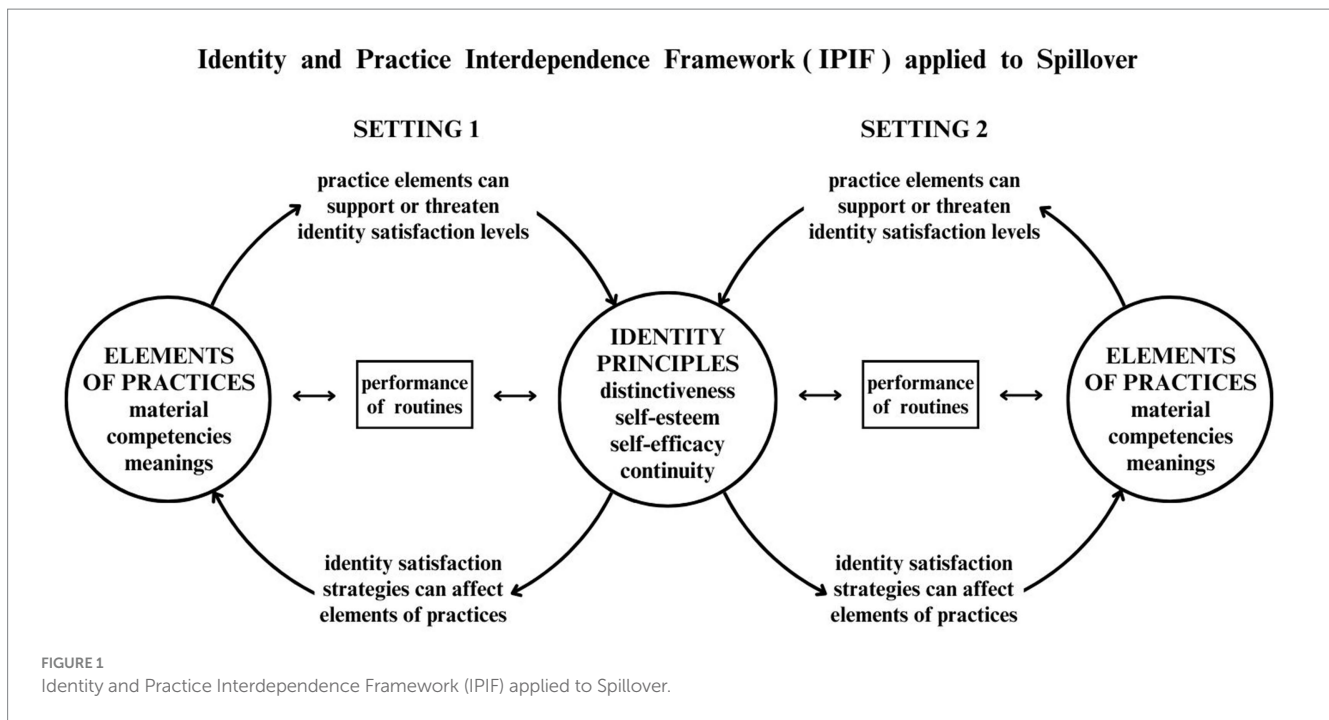 Identity and Practice Interdependence Framework ( IPIF ) applied to Spillover
SETTING 1
practice elements can
support or threaten
identity satisfaction levels
ELEMENTS
OF PRACTICES
material
competencies
meanings
performance
of routines
identity satisfaction
strategies can affect
elements of practices
IDENTITY
PRINCIPLES
distinctiveness
self-esteem
self-efficacy
continuity
SETTING 2
practice elements can
support or threaten
identity satisfaction levels
performance
of routines
ELEMENTS
OF PRACTICES
material
competencies
meanings
identity satisfaction
strategies can affect
elements of practices
FIGURE 1
Identity and Practice Interdependence Framework (IPIF) applied to Spillover.